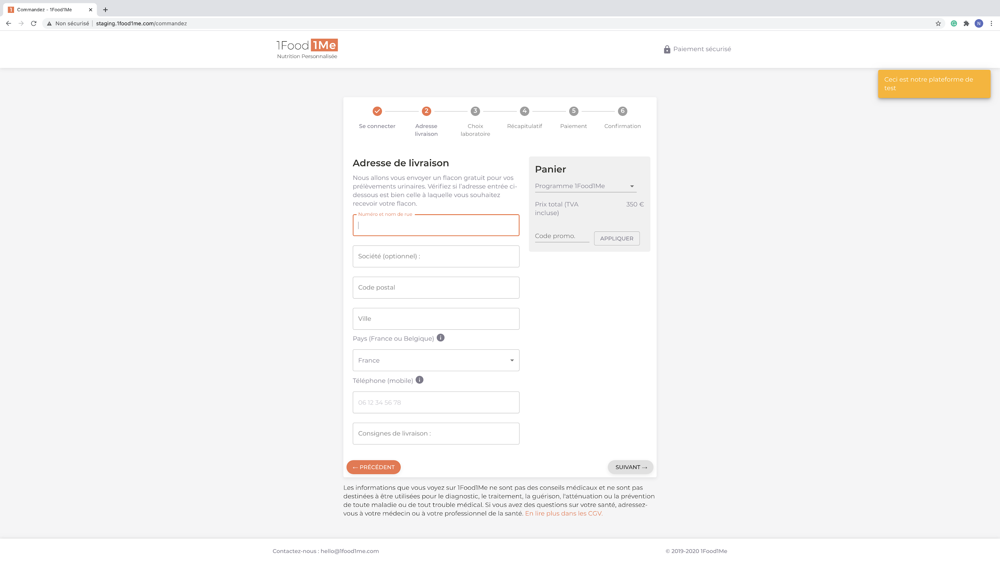 Commandez - 1Food1Me
Non sécurisé
staging.1food1me.com/commandez
N
1Food 1Me
Nutrition Personnalisée
Paiement sécurisé
Ceci est notre plateforme de
test
2
3
4
5
6
Se connecter
Adresse
livraison
Choix
laboratoire
Récapitulatif
Paiement
Confirmation
Adresse de livraison
Nous allons vous envoyer un flacon gratuit pour vos
prélèvements urinaires. Vérifiez si l'adresse entrée ci-
dessous est bien celle à laquelle vous souhaitez
recevoir votre flacon.
Numéro et nom de rue
Société (optionnel) :
Code postal
Ville
Pays (France ou Belgique)
France
Téléphone (mobile)
06 12 34 56 78
Consignes de livraison :
Panier
Programme 1Food1Me
Prix total (TVA
incluse)
350 €
Code promo.
APPLIQUER
← PRÉCÉDENT
SUIVANT →
Les informations que vous voyez sur 1Food1Me ne sont pas des conseils médicaux et ne sont pas
destinées à être utilisées pour le diagnostic, le traitement, la guérison, l'atténuation ou la prévention
de toute maladie ou de tout trouble médical. Si vous avez des questions sur votre santé, adressez-
vous à votre médecin ou à votre professionnel de la santé. En lire plus dans les CGV.
Contactez-nous : hello@1food1me.com
© 2019-2020 1Food1Me